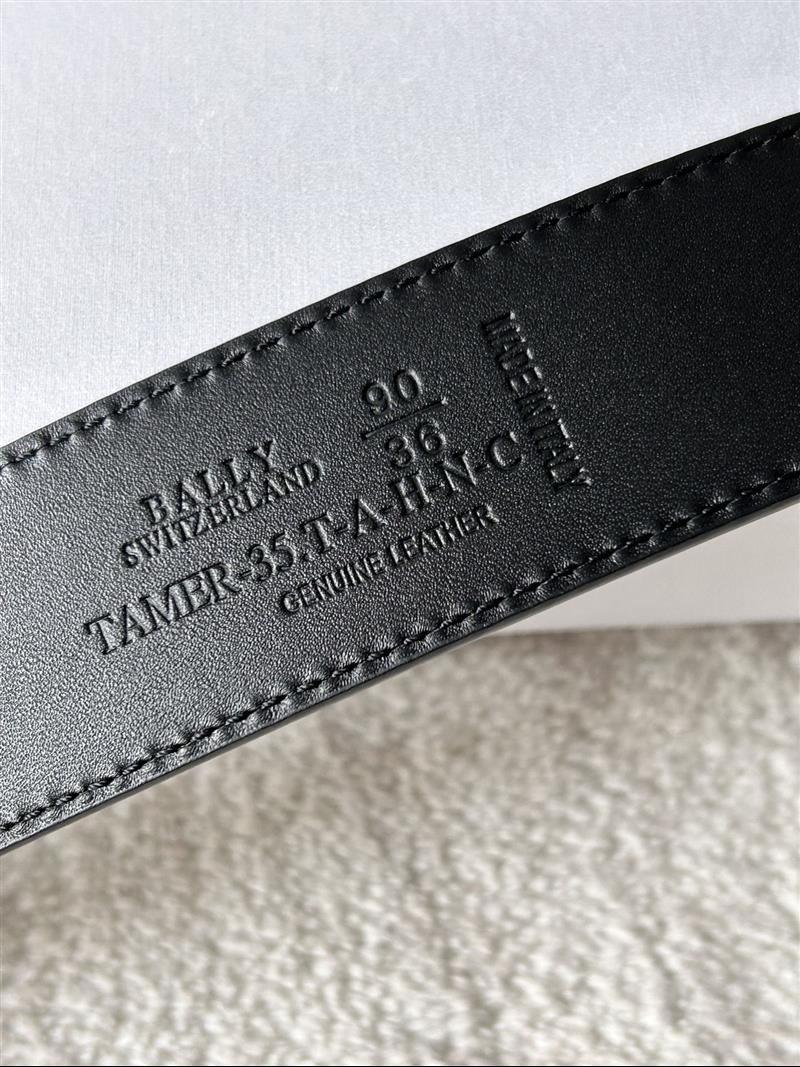 BALLY
SWITZERLAND
90
36
TAMER-35.T-A-H-N-C
GENUINE LEATHER
MADE IN ITALY